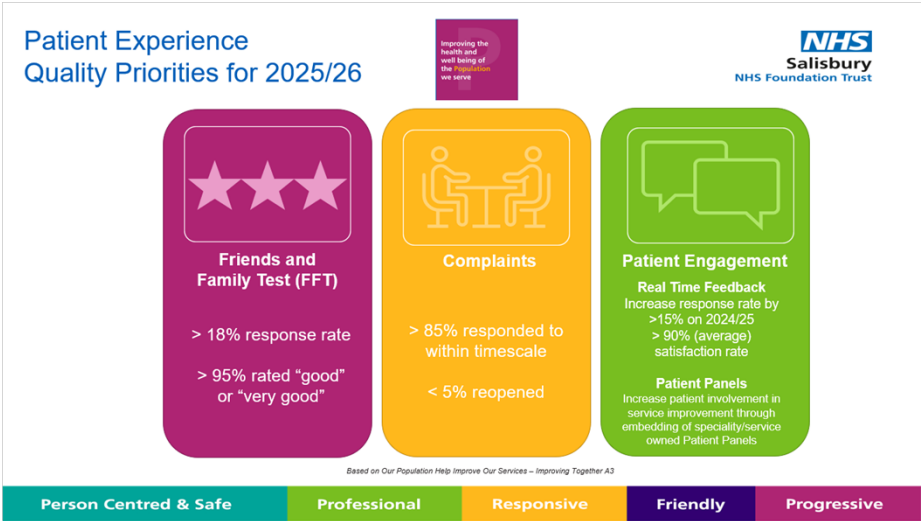 Patient Experience
Quality Priorities for 2025/26
Improving the
health and
well being of
the Population
we serve
NHS
Salisbury
NHS Foundation Trust
Friends and
Family Test (FFT)
> 18% response rate
> 95% rated “good”
or “very good”
Complaints
> 85% responded to
within timescale
< 5% reopened
Patient Engagement
Real Time Feedback
Increase response rate by
>15% on 2024/25
> 90% (average)
satisfaction rate
Patient Panels
Increase patient involvement in
service improvement through
embedding of speciality/service
owned Patient Panels
Based on Our Population Help Improve Our Services – Improving Together A3
Person Centred & Safe
Professional
Responsive
Friendly
Progressive